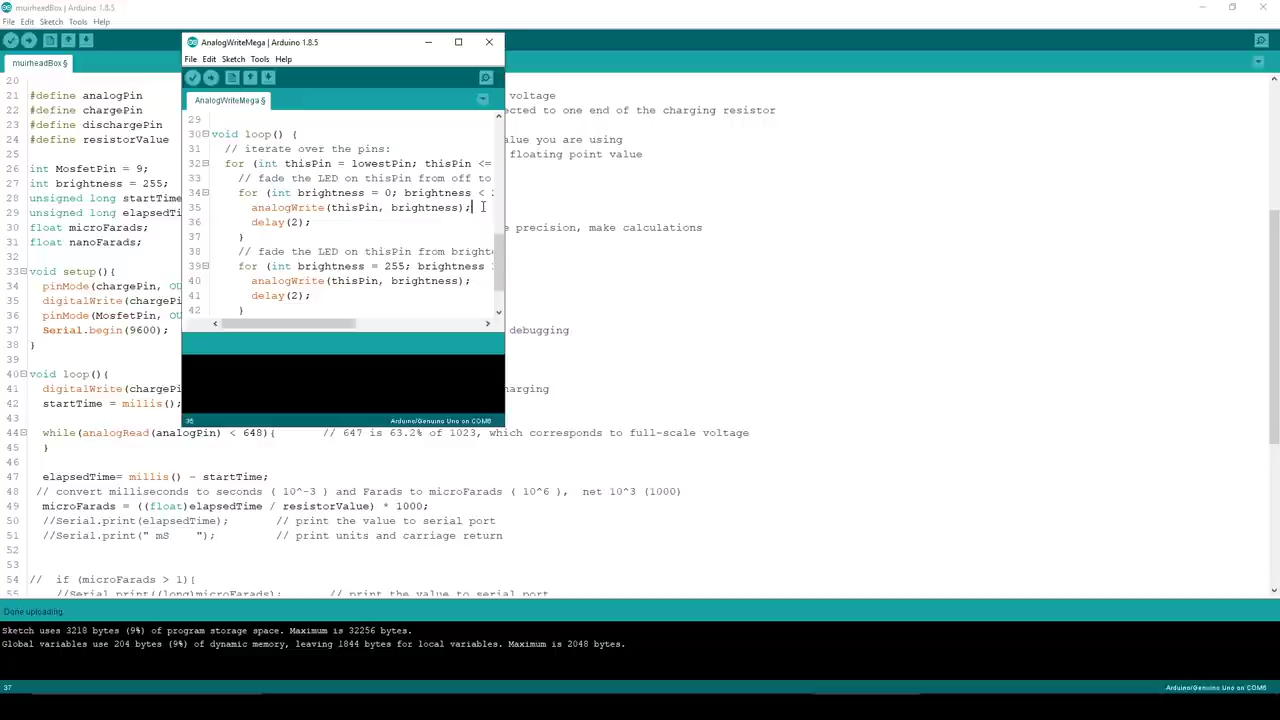 muirheadBox | Arduino 1.8.5
File Edit Sketch Tools Help
muirheadBox §
20
21 #define analogPin voltage
22 #define chargePin ected to one end of the charging resistor
23 #define dischargePin
24 #define resistorValue alue you are using
25 floating point value
26 int MosfetPin = 9;
27 int brightness = 255;
28 unsigned long startTime
29 unsigned long elapsedTi
30 float microFarads; e precision, make calculations
31 float nanoFarads;
32
33 void setup(){
34 pinMode(chargePin, OU
35 digitalWrite(chargePi
36 pinMode(MosfetPin, OU
37 Serial.begin(9600); debugging
38 }
39
40 void loop(){
41 digitalWrite(chargePi harging
42 startTime = millis();
43
44 while(analogRead(analogPin) < 648){ // 647 is 63.2% of 1023, which corresponds to full-scale voltage
45 }
46
47 elapsedTime= millis() - startTime;
48 // convert milliseconds to seconds ( 10^-3 ) and Farads to microFarads ( 10^6 ), net 10^3 (1000)
49 microFarads = ((float)elapsedTime / resistorValue) * 1000;
50 //Serial.print(elapsedTime); // print the value to serial port
51 //Serial.print(" mS "); // print units and carriage return
52
53
54 // if (microFarads > 1){
55 //Serial.print((long)microFarads); // print the value to serial port
Done uploading.
Sketch uses 3218 bytes (9%) of program storage space. Maximum is 32256 bytes.
Global variables use 204 bytes (9%) of dynamic memory, leaving 1844 bytes for local variables. Maximum is 2048 bytes.
37 Arduino/Genuino Uno on COM6
AnalogWriteMega | Arduino 1.8.5
File Edit Sketch Tools Help
AnalogWriteMega §
29
30 void loop() {
31 // iterate over the pins:
32 for (int thisPin = lowestPin; thisPin <=
33 // fade the LED on thisPin from off to
34 for (int brightness = 0; brightness < 2
35 analogWrite(thisPin, brightness);
36 delay(2);
37 }
38 // fade the LED on thisPin from bright
39 for (int brightness = 255; brightness
40 analogWrite(thisPin, brightness);
41 delay(2);
42 }
35 Arduino/Genuino Uno on COM6